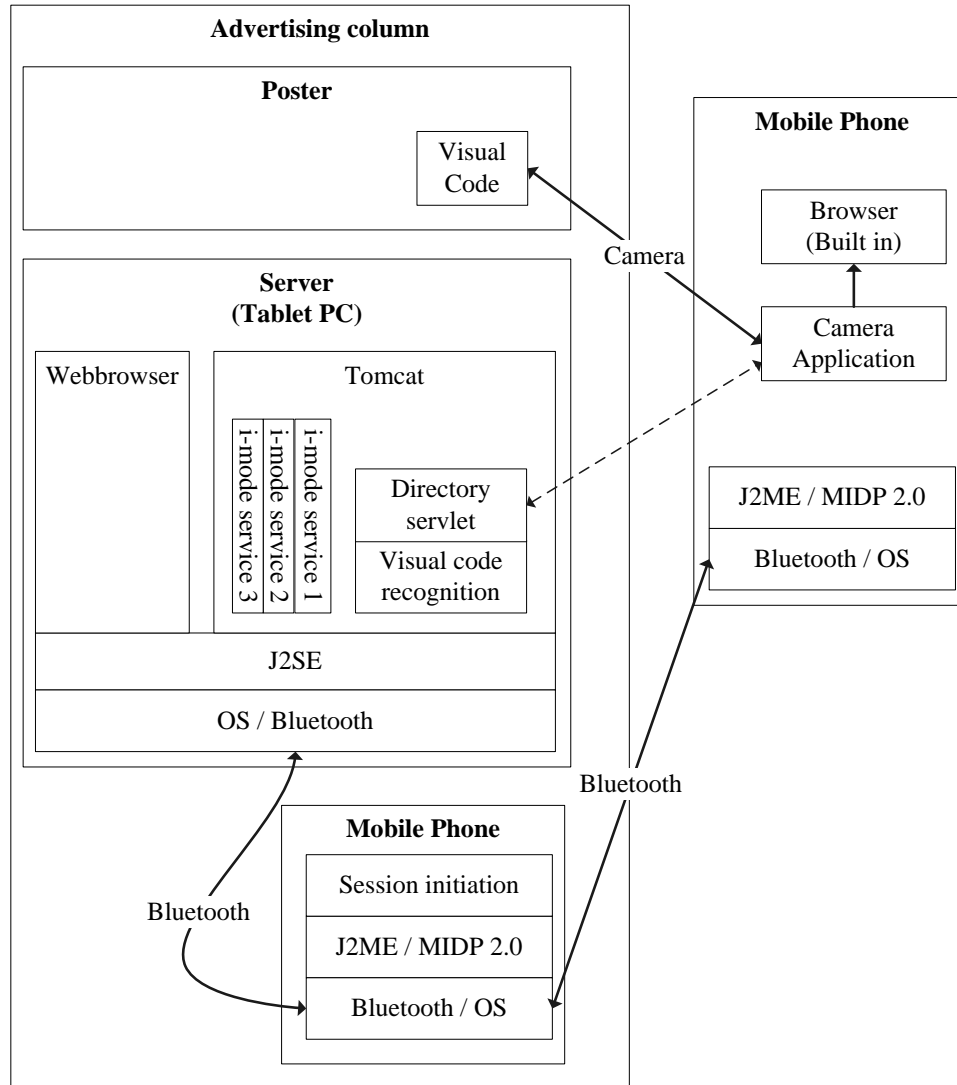 Advertising column
Poster
Visual
Code
Mobile Phone
Browser
(Built in)
Camera
Camera
Application
Server
(Tablet PC)
Webbrowser
Tomcat
i-mode service 3
i-mode service 2
i-mode service 1
Directory
servlet
Visual code
recognition
J2ME / MIDP 2.0
Bluetooth / OS
J2SE
OS / Bluetooth
Bluetooth
Mobile Phone
Session initiation
Bluetooth
J2ME / MIDP 2.0
Bluetooth / OS